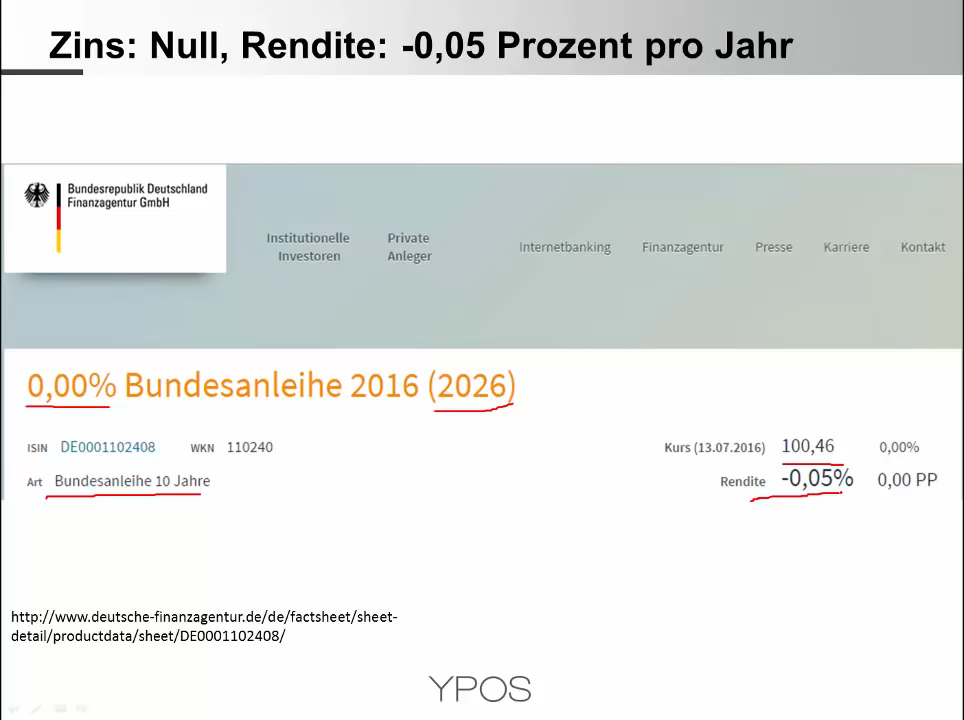 Zins: Null, Rendite: -0,05 Prozent pro Jahr
Bundesrepublik Deutschland
Finanzagentur GmbH
Institutionelle
Investoren
Private
Anleger
Internetbanking
Finanzagentur
Presse
Karriere
Kontakt
0,00% Bundesanleihe 2016 (2026)
ISIN DE0001102408 WKN 110240
Kurs (13.07.2016) 100,46 0,00%
Art Bundesanleihe 10 Jahre
Rendite -0,05% 0,00 PP
http://www.deutsche-finanzagentur.de/de/factsheet/sheet-
detail/productdata/sheet/DE0001102408/
YPOS